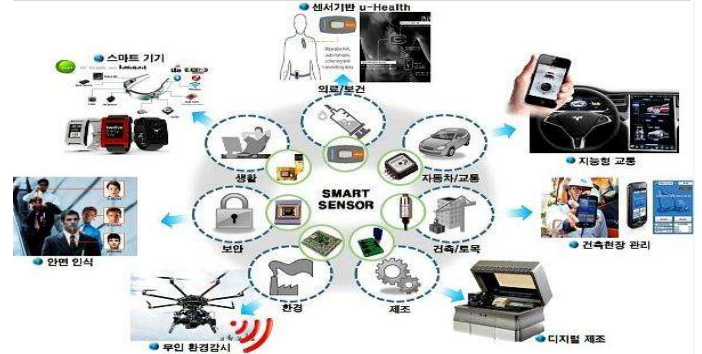 센서기반 u-Health
스마트 기기
의료/보건
지능형 교통
생활
자동차/교통
SMART
SENSOR
보안
건축/토목
안면 인식
건축현장 관리
환경
제조
무인 환경감시
디지털 제조